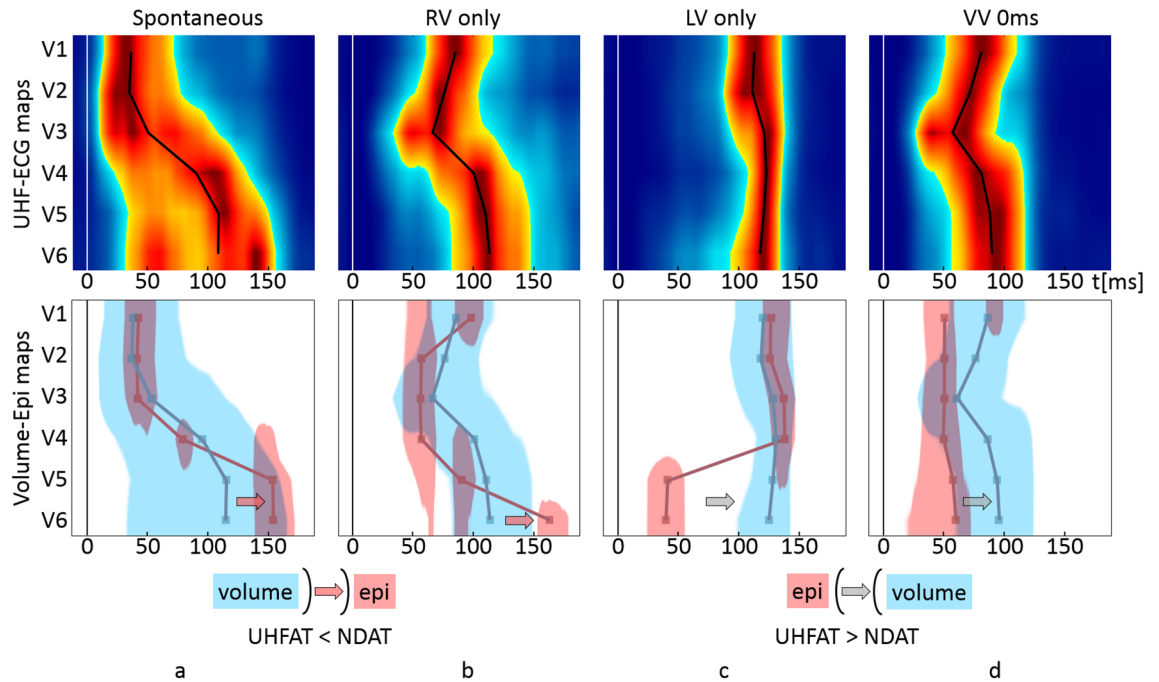 Spontaneous RV only LV only VV 0ms
UHF-ECG maps
V1
V2
V3
V4
V5
V6
0 50 100 150 0 50 100 150 0 50 100 150 0 50 100 150 t[ms]
Volume-Epi maps
V1
V2
V3
V4
V5
V6
0 50 100 150 0 50 100 150 0 50 100 150 0 50 100 150
volume epi epi volume
UHFAT < NDAT UHFAT > NDAT
a b c d